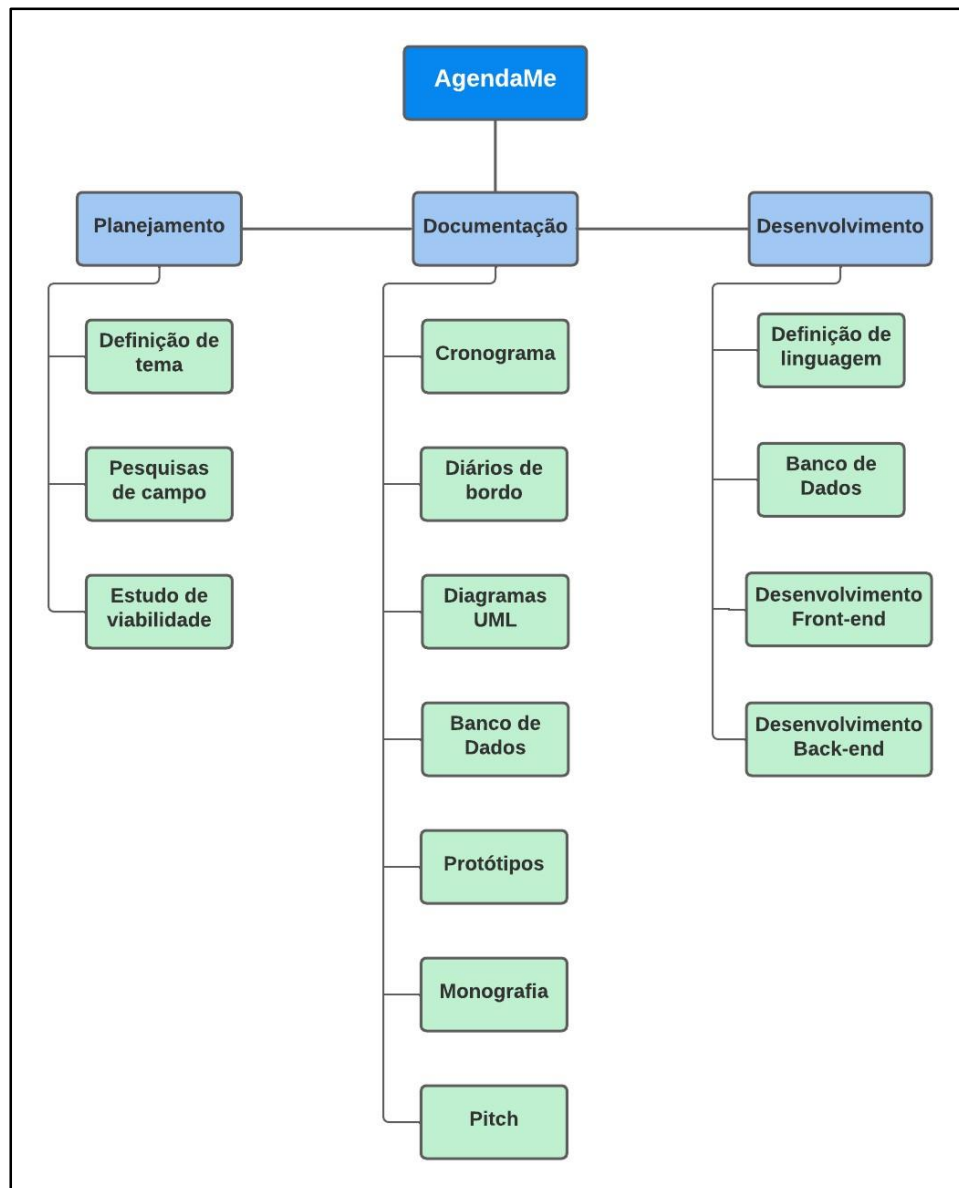 AgendaMe
Planejamento
Documentação
Desenvolvimento
Definição de
tema
Pesquisas
de campo
Estudo de
viabilidade
Cronograma
Diários de
bordo
Diagramas
UML
Banco de
Dados
Protótipos
Monografia
Pitch
Definição de
linguagem
Banco de
Dados
Desenvolvimento
Front-end
Desenvolvimento
Back-end